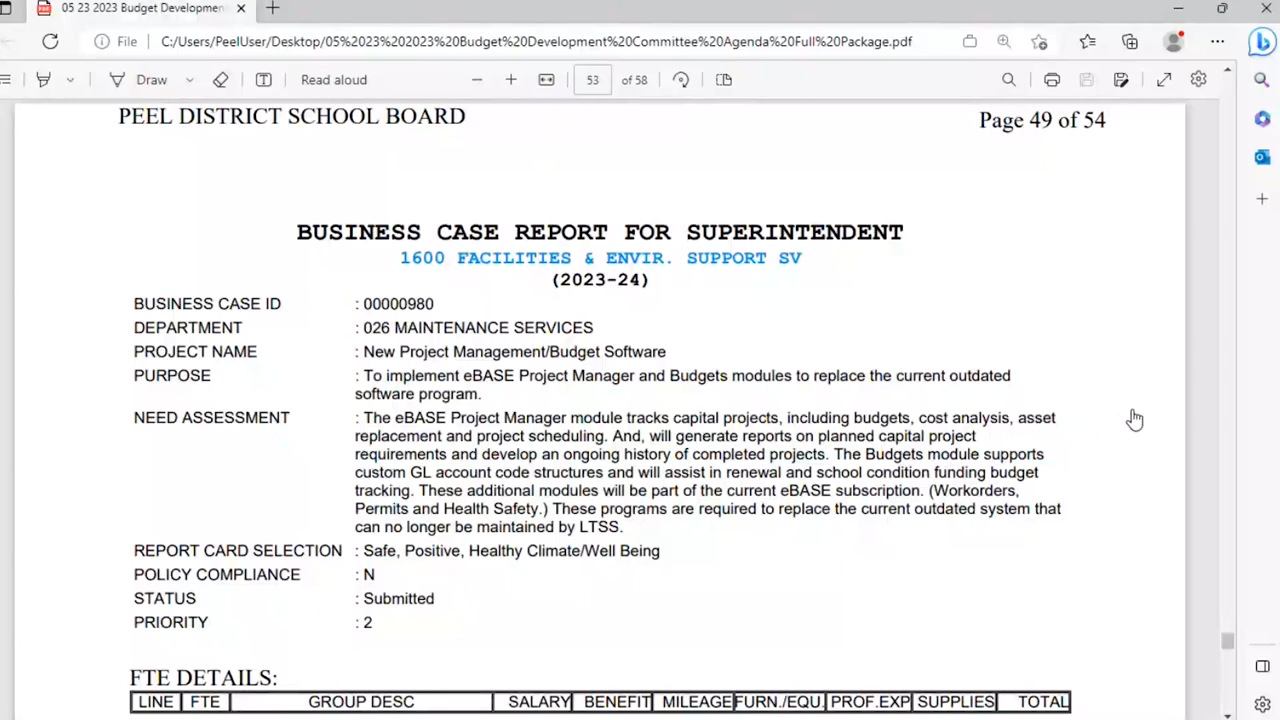 05 23 2023 Budget Developmen
File C:/Users/PeelUser/Desktop/05%2023%202023%20Budget%20Development%20Committee%20Agenda%20Full%20Package.pdf
Draw Read aloud 53 of 58
PEEL DISTRICT SCHOOL BOARD Page 49 of 54
BUSINESS CASE REPORT FOR SUPERINTENDENT
1600 FACILITIES & ENVIR. SUPPORT SV
(2023-24)
BUSINESS CASE ID : 00000980
DEPARTMENT : 026 MAINTENANCE SERVICES
PROJECT NAME : New Project Management/Budget Software
PURPOSE : To implement eBASE Project Manager and Budgets modules to replace the current outdated
software program.
NEED ASSESSMENT : The eBASE Project Manager module tracks capital projects, including budgets, cost analysis, asset
replacement and project scheduling. And, will generate reports on planned capital project
requirements and develop an ongoing history of completed projects. The Budgets module supports
custom GL account code structures and will assist in renewal and school condition funding budget
tracking. These additional modules will be part of the current eBASE subscription. (Workorders,
Permits and Health Safety.) These programs are required to replace the current outdated system that
can no longer be maintained by LTSS.
REPORT CARD SELECTION : Safe, Positive, Healthy Climate/Well Being
POLICY COMPLIANCE : N
STATUS : Submitted
PRIORITY : 2
FTE DETAILS:
LINE FTE GROUP DESC SALARY BENEFIT MILEAGE FURN./EQU. PROF.EXP SUPPLIES TOTAL